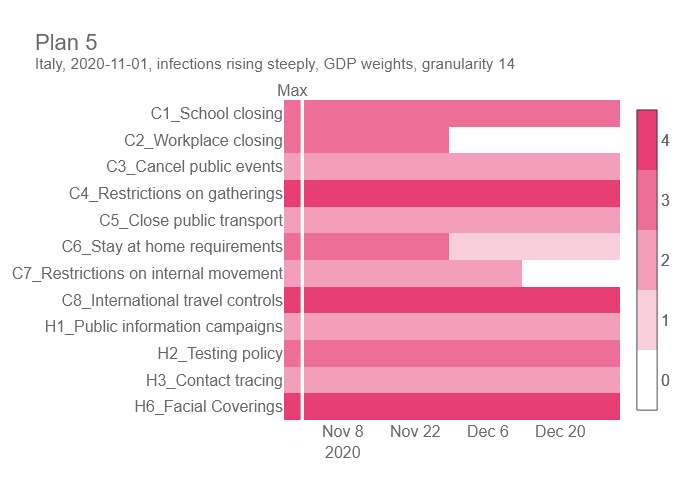 Plan 5
Italy, 2020-11-01, infections rising steeply, GDP weights, granularity 14
Max
C1_School closing
C2_Workplace closing
C3_Cancel public events
C4_Restrictions on gatherings
C5_Close public transport
C6_Stay at home requirements
C7_Restrictions on internal movement
C8_International travel controls
H1_Public information campaigns
H2_Testing policy
H3_Contact tracing
H6_Facial Coverings
Nov 8
2020
Nov 22
Dec 6
Dec 20
4
3
2
1
0